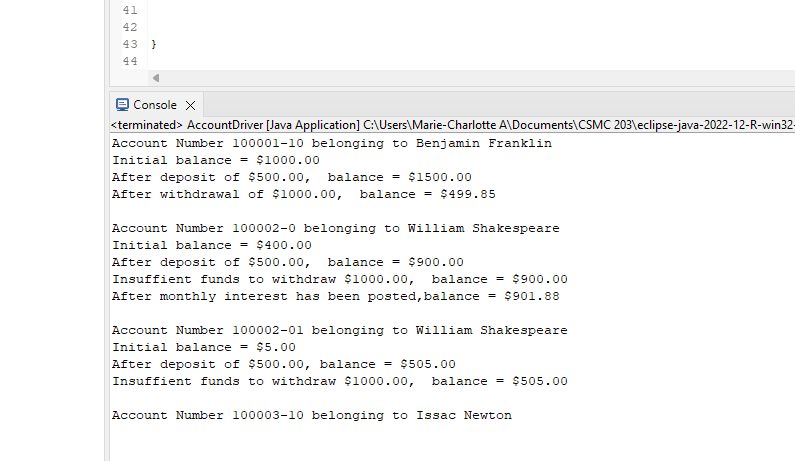 41
42
43 }
44
Console
<terminated> AccountDriver [Java Application] C:\Users\Marie-Charlotte A\Documents\CSMC 203\eclipse-java-2022-12-R-win32-
Account Number 100001-10 belonging to Benjamin Franklin
Initial balance = $1000.00
After deposit of $500.00,  balance = $1500.00
After withdrawal of $1000.00,  balance = $499.85
Account Number 100002-0 belonging to William Shakespeare
Initial balance = $400.00
After deposit of $500.00,  balance = $900.00
Insuffient funds to withdraw $1000.00,  balance = $900.00
After monthly interest has been posted,balance = $901.88
Account Number 100002-01 belonging to William Shakespeare
Initial balance = $5.00
After deposit of $500.00, balance = $505.00
Insuffient funds to withdraw $1000.00,  balance = $505.00
Account Number 100003-10 belonging to Issac Newton